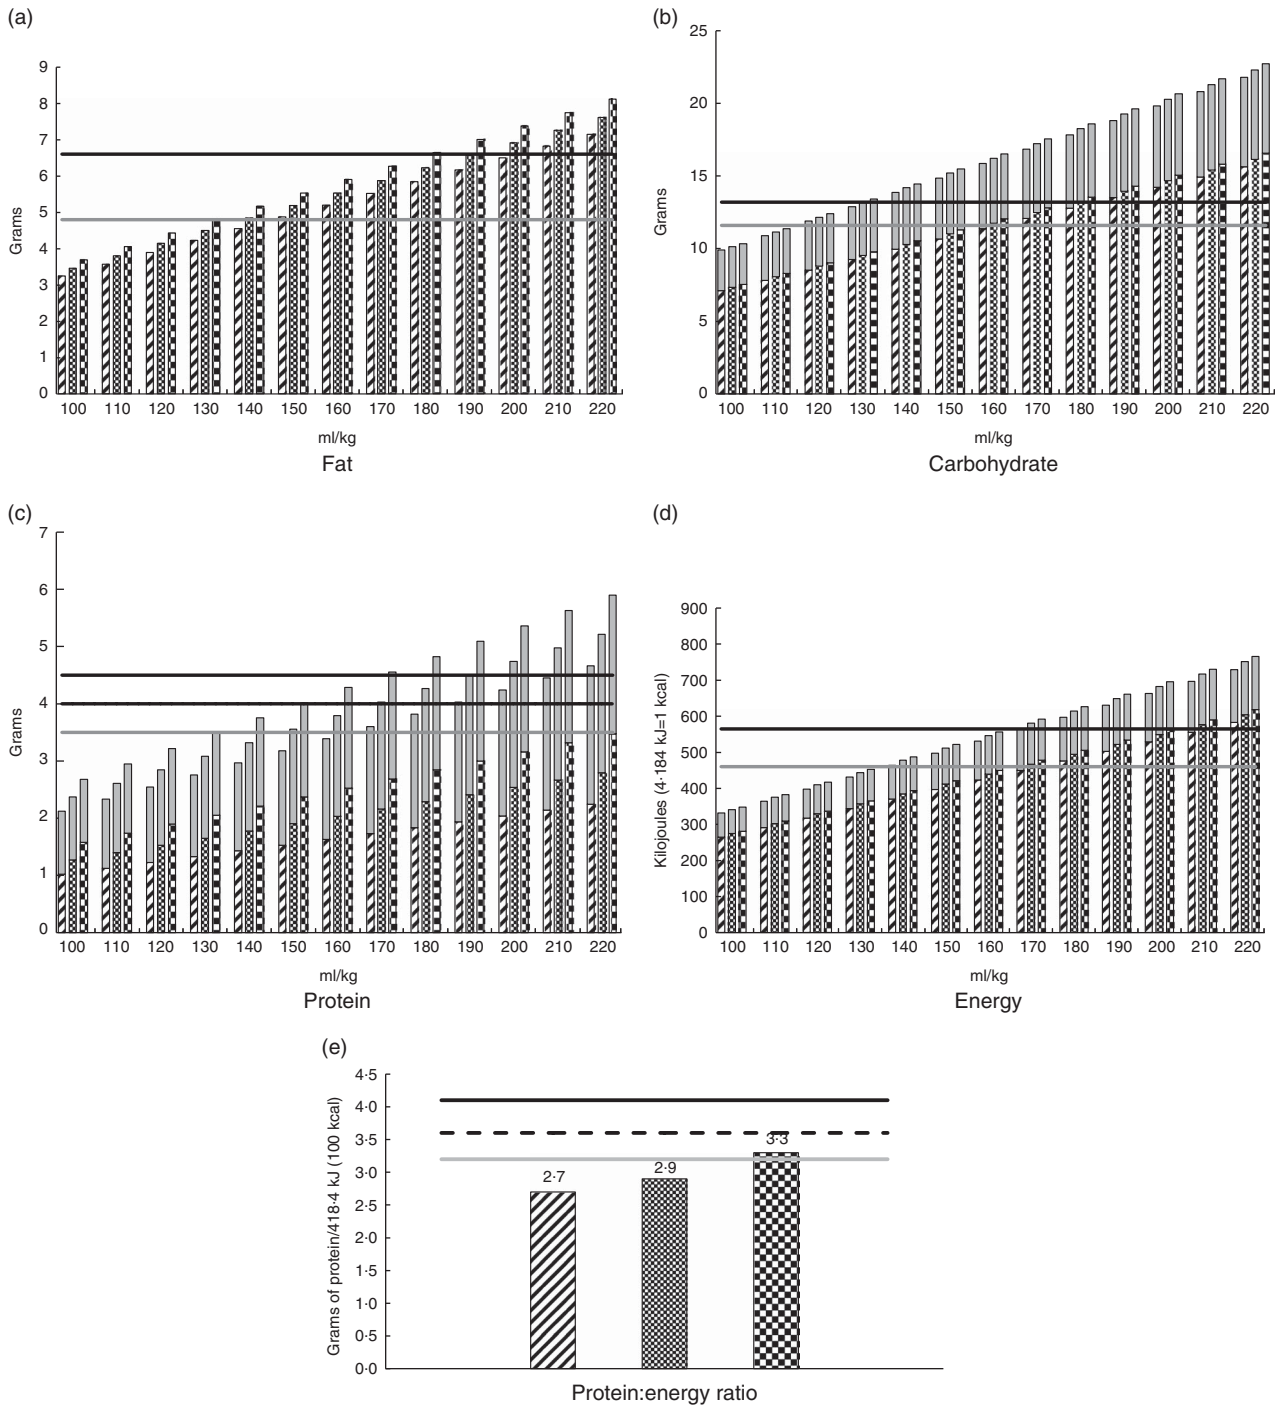 (a)
9
8
7
6
5
4
3
2
1
0
Grams
100 110 120 130 140 150 160 170 180 190 200 210 220
ml/kg
Fat
(b)
25
20
15
10
5
0
Grams
100 110 120 130 140 150 160 170 180 190 200 210 220
ml/kg
Carbohydrate
(c)
7
6
5
4
3
2
1
0
Grams
100 110 120 130 140 150 160 170 180 190 200 210 220
ml/kg
Protein
(d)
900
800
700
600
500
400
300
200
100
0
Kilojoules (4·184 kJ=1 kcal)
100 110 120 130 140 150 160 170 180 190 200 210 220
ml/kg
Energy
(e)
4·5
4·0
3·5
3·0
2·5
2·0
1·5
1·0
0·5
0·0
Grams of protein/418·4 kJ (100 kcal)
2·7
2·9
3·3
Protein:energy ratio